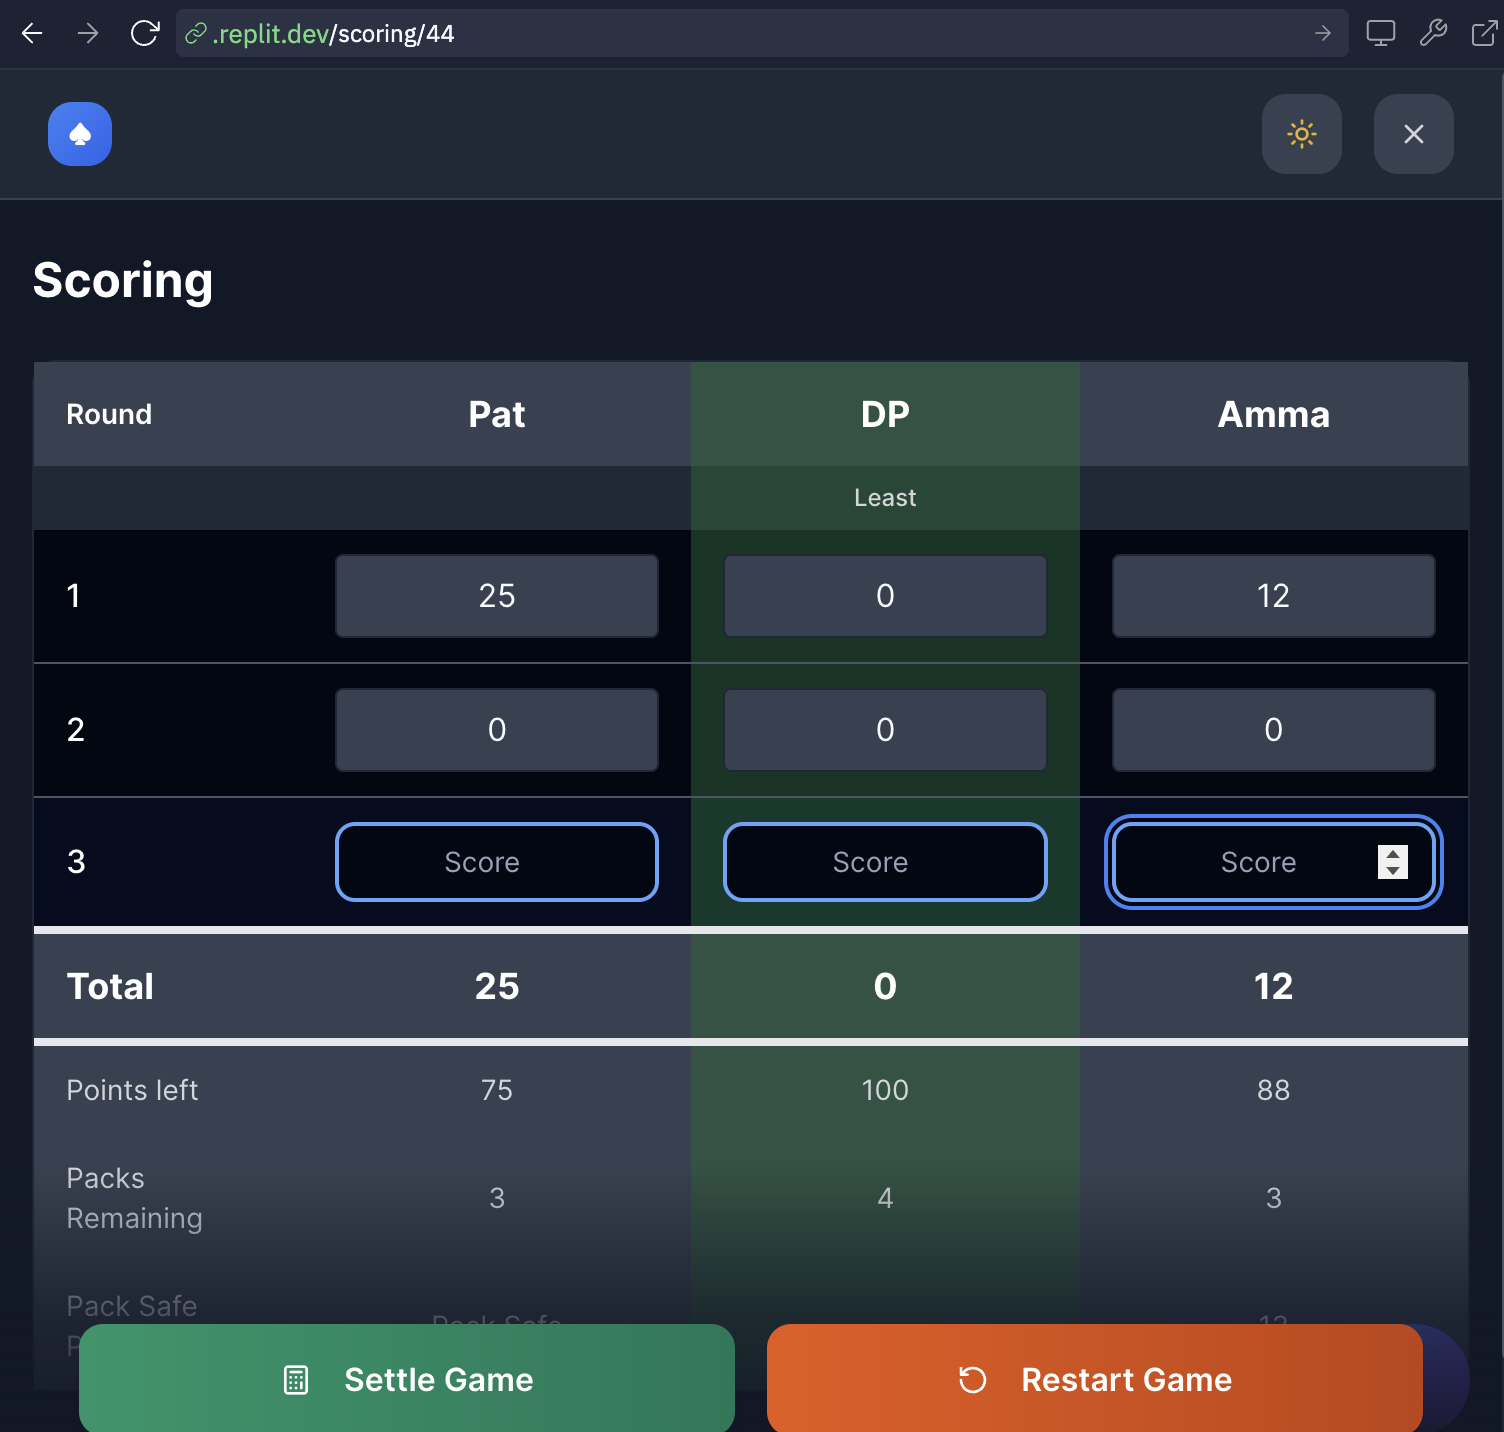 .replit.dev/scoring/44
Scoring
Round Pat DP Amma
Least
1 25 0 12
2 0 0 0
3 Score Score Score
Total 25 0 12
Points left 75 100 88
Packs
Remaining 3 4 3
Pack Safe
Pack Safe 12
Settle Game Restart Game